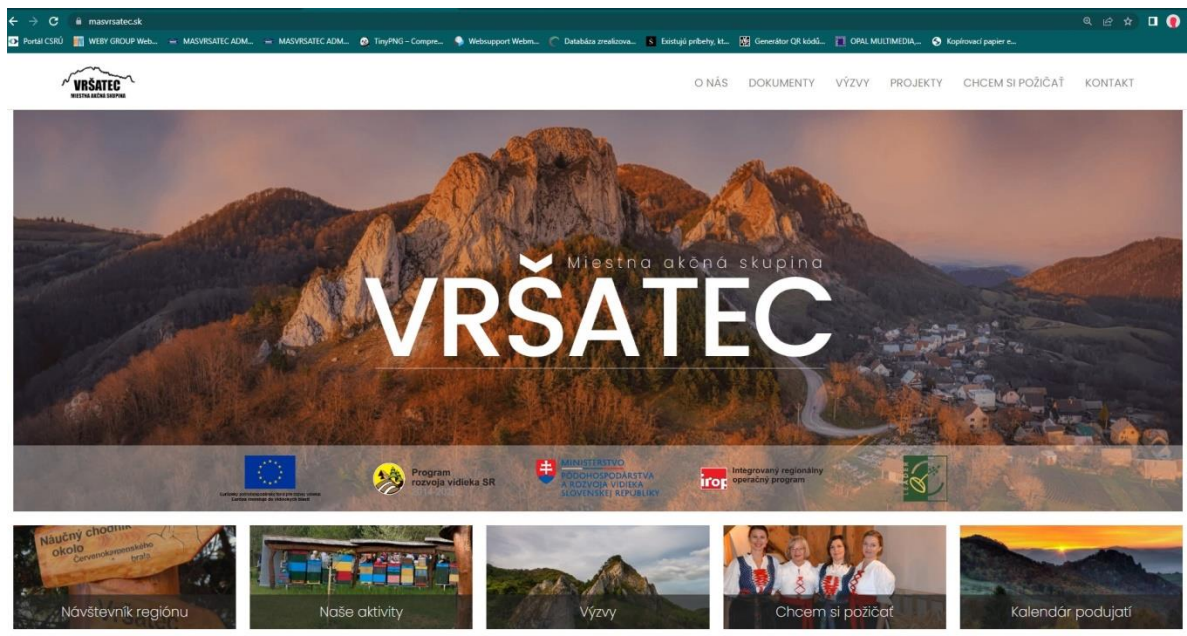 masvrsatec.sk
Portál CSRÚ
WEBY GROUP Web...
MASVRSATEC ADM...
MASVRSATEC ADM...
TinyPNG – Compre...
Websupport Webm...
Databáza zrealizova...
Existujú príbehy, kt...
Generátor QR kódů...
OPAL MULTIMEDIA,...
Kopírovací papier e...
VRŠATEC
MIESTNA AKČNÁ SKUPINA
O NÁS
DOKUMENTY
VÝZVY
PROJEKTY
CHCEM SI POŽIČAŤ
KONTAKT
Miestna akčná skupina
VRŠATEC
Program
rozvoja vidieka SR
MINISTERSTVO
PÔDOHOSPODÁRSTVA
A ROZVOJA VIDIEKA
SLOVENSKEJ REPUBLIKY
irop
Integrovaný regionálny
operačný program
Náučný chodník
okolo
Červenokamenského
brala
Návštevník regiónu
Naše aktivity
Výzvy
Chcem si požičať
Kalendár podujatí